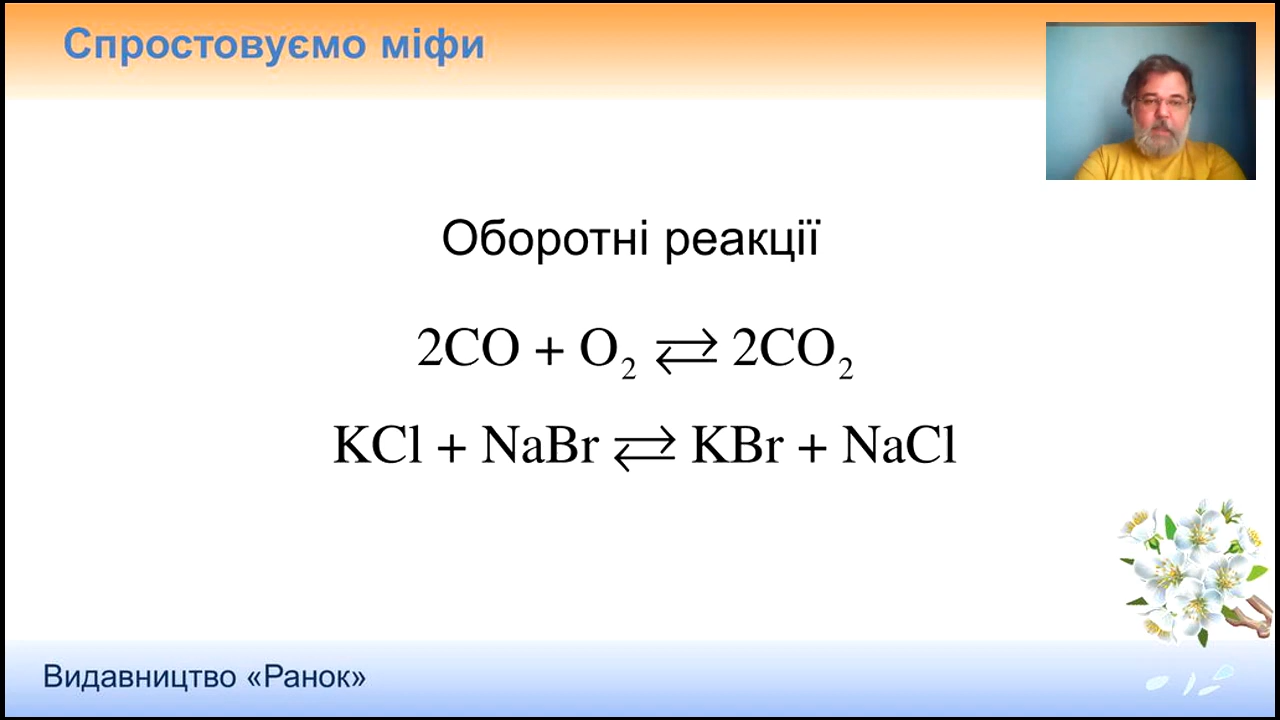 Спростовуємо міфи
Оборотні реакції
2CO + O₂ ⇄ 2CO₂
KCl + NaBr ⇄ KBr + NaCl
Видавництво «Ранок»